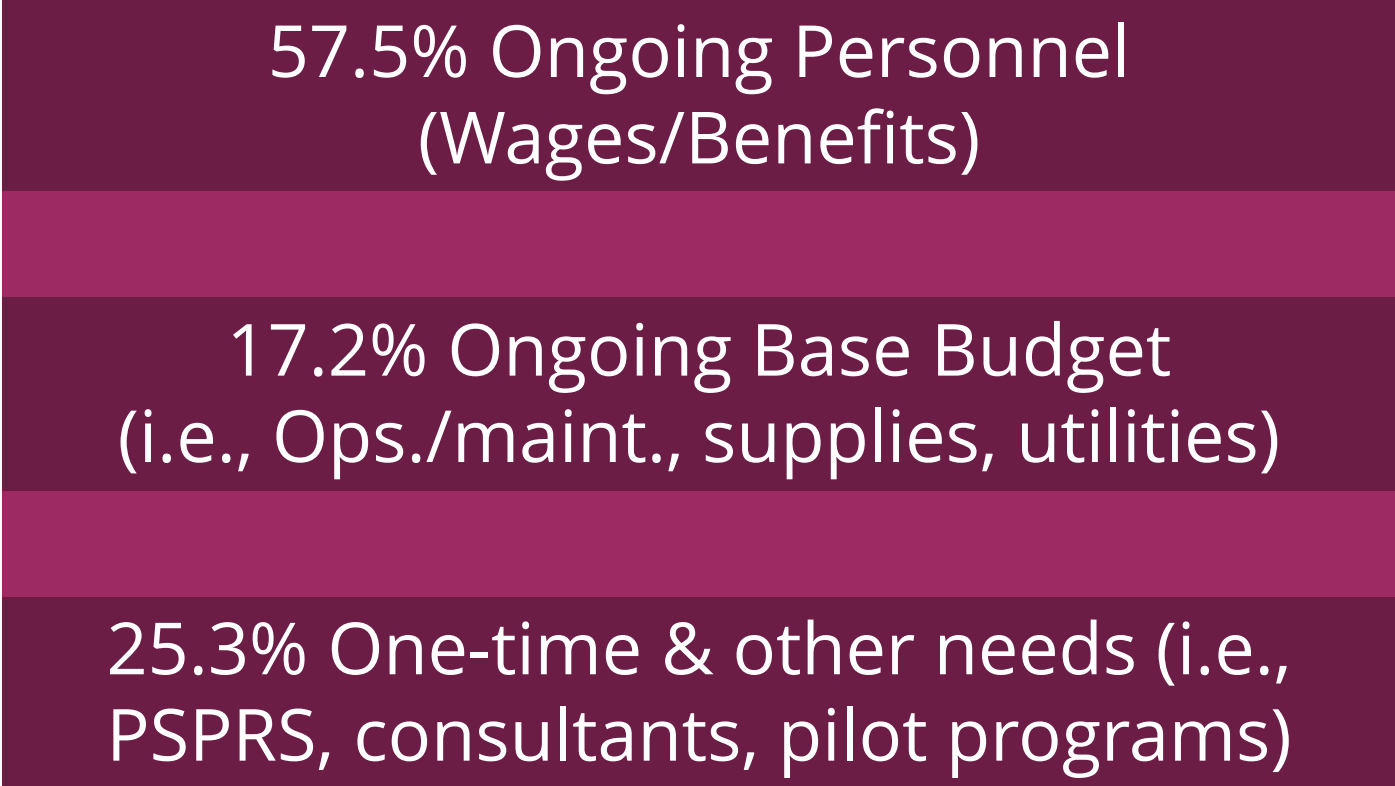 57.5% Ongoing Personnel
(Wages/Benefits)
17.2% Ongoing Base Budget
(i.e., Ops./maint., supplies, utilities)
25.3% One-time & other needs (i.e.,
PSPRS, consultants, pilot programs)